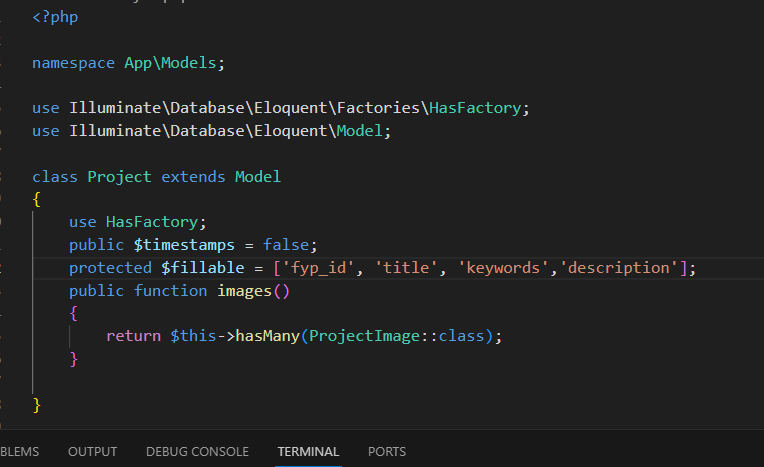 <?php
namespace App\Models;
use Illuminate\Database\Eloquent\Factories\HasFactory;
use Illuminate\Database\Eloquent\Model;
class Project extends Model
{
    use HasFactory;
    public $timestamps = false;
    protected $fillable = ['fyp_id', 'title', 'keywords','description'];
    public function images()
    {
        return $this->hasMany(ProjectImage::class);
    }
}
BLEMS OUTPUT DEBUG CONSOLE TERMINAL PORTS